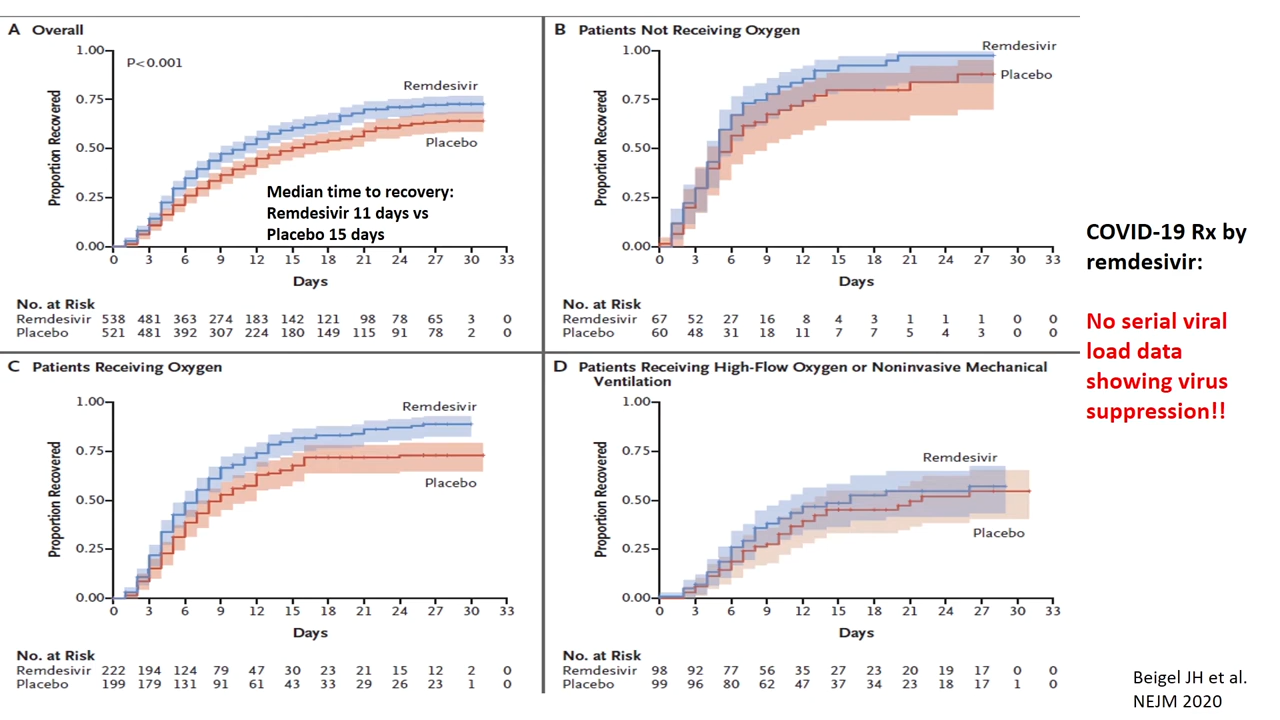 A Overall
1.00
P<0.001
Remdesivir
0.75
0.50
Placebo
0.25
Median time to recovery:
Remdesivir 11 days vs
Placebo 15 days
0.00
Proportion Recovered
0 3 6 9 12 15 18 21 24 27 30 33
Days
No. at Risk
Remdesivir 538 481 363 274 183 142 121 98 78 65 3 0
Placebo 521 481 392 307 224 180 149 115 91 78 2 0
B Patients Not Receiving Oxygen
Remdesivir
1.00
Placebo
0.75
0.50
0.25
0.00
Proportion Recovered
0 3 6 9 12 15 18 21 24 27 30 33
Days
No. at Risk
Remdesivir 67 52 27 16 8 4 3 1 1 1 0 0
Placebo 60 48 31 18 11 7 7 5 4 3 0 0
C Patients Receiving Oxygen
1.00
Remdesivir
0.75
Placebo
0.50
0.25
0.00
Proportion Recovered
0 3 6 9 12 15 18 21 24 27 30 33
Days
No. at Risk
Remdesivir 222 194 124 79 47 30 23 21 15 12 2 0
Placebo 199 179 131 91 61 43 33 29 26 23 1 0
D Patients Receiving High-Flow Oxygen or Noninvasive Mechanical
Ventilation
1.00
0.75
Remdesivir
0.50
Placebo
0.25
0.00
Proportion Recovered
0 3 6 9 12 15 18 21 24 27 30 33
Days
No. at Risk
Remdesivir 98 92 77 56 35 27 23 20 19 17 0 0
Placebo 99 96 80 62 47 37 34 23 18 17 1 0
COVID-19 Rx by
remdesivir:
No serial viral
load data
showing virus
suppression!!
Beigel JH et al.
NEJM 2020